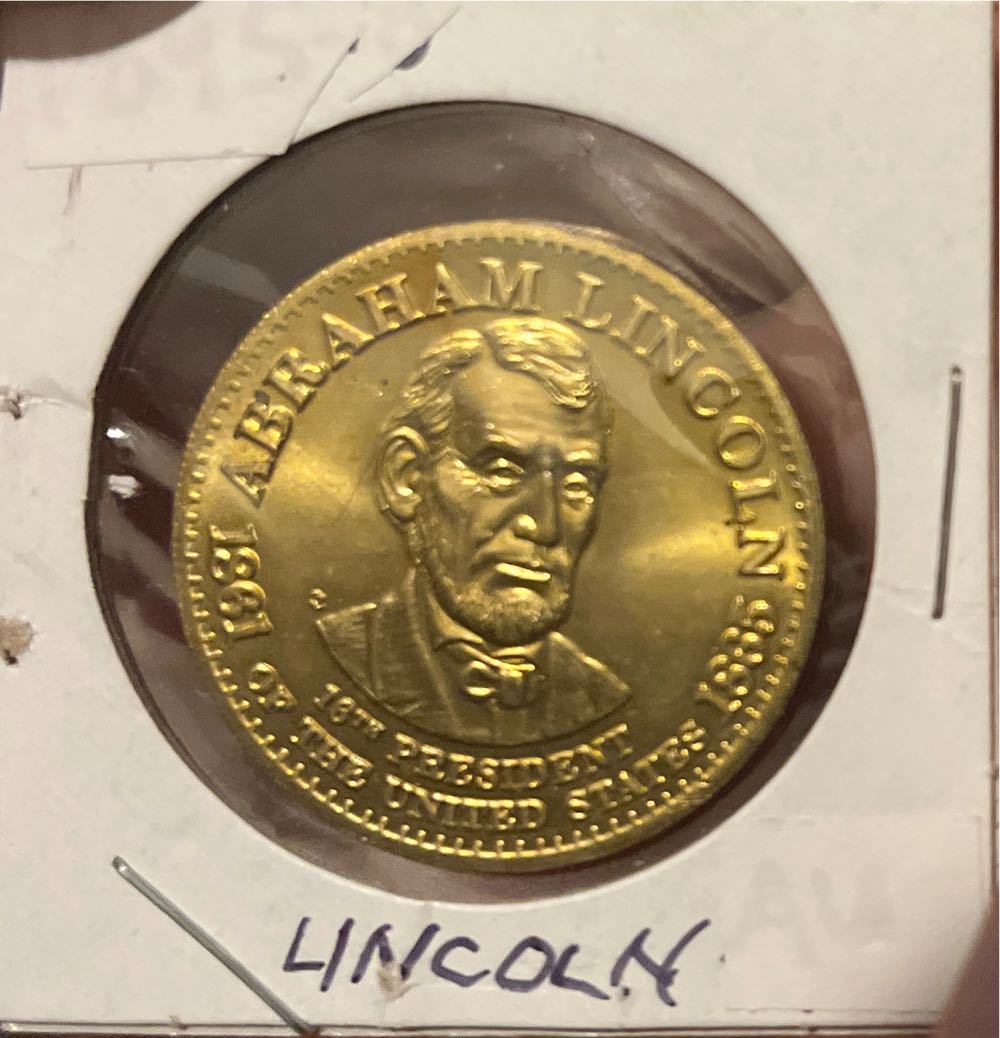 ABRAHAM LINCOLN
1861
1865
16TH PRESIDENT
OF THE UNITED STATES
LINCOLN